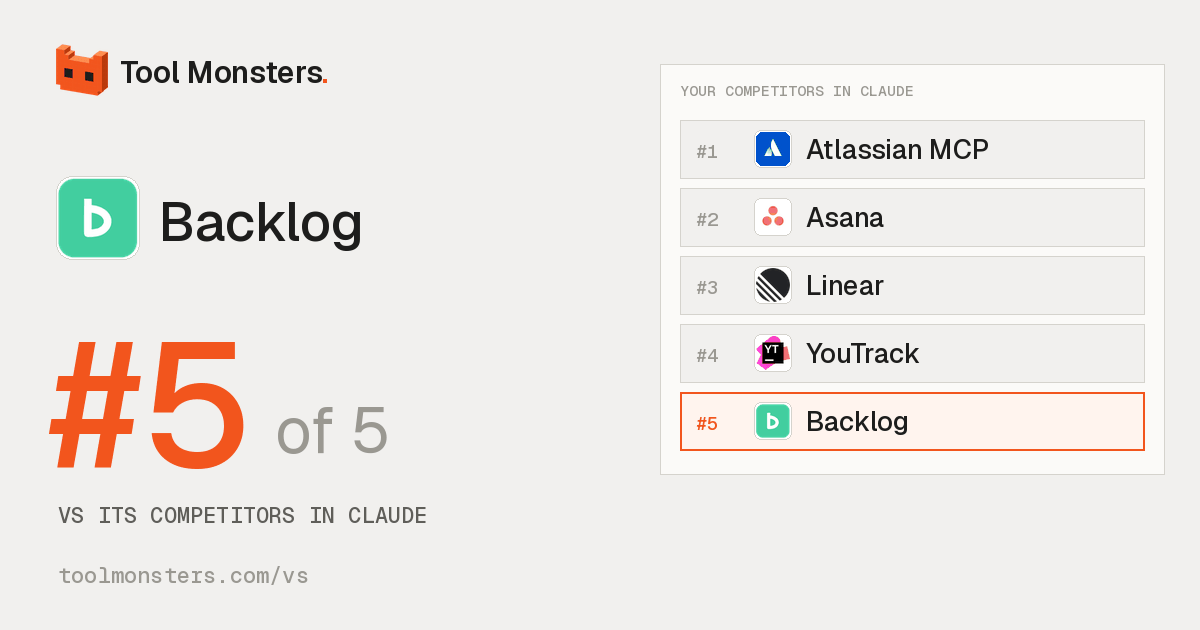 Tool Monsters.
Backlog
#5 of 5
VS ITS COMPETITORS IN CLAUDE
toolmonsters.com/vs
YOUR COMPETITORS IN CLAUDE
#1 Atlassian MCP
#2 Asana
#3 Linear
#4 YT YouTrack
#5 Backlog